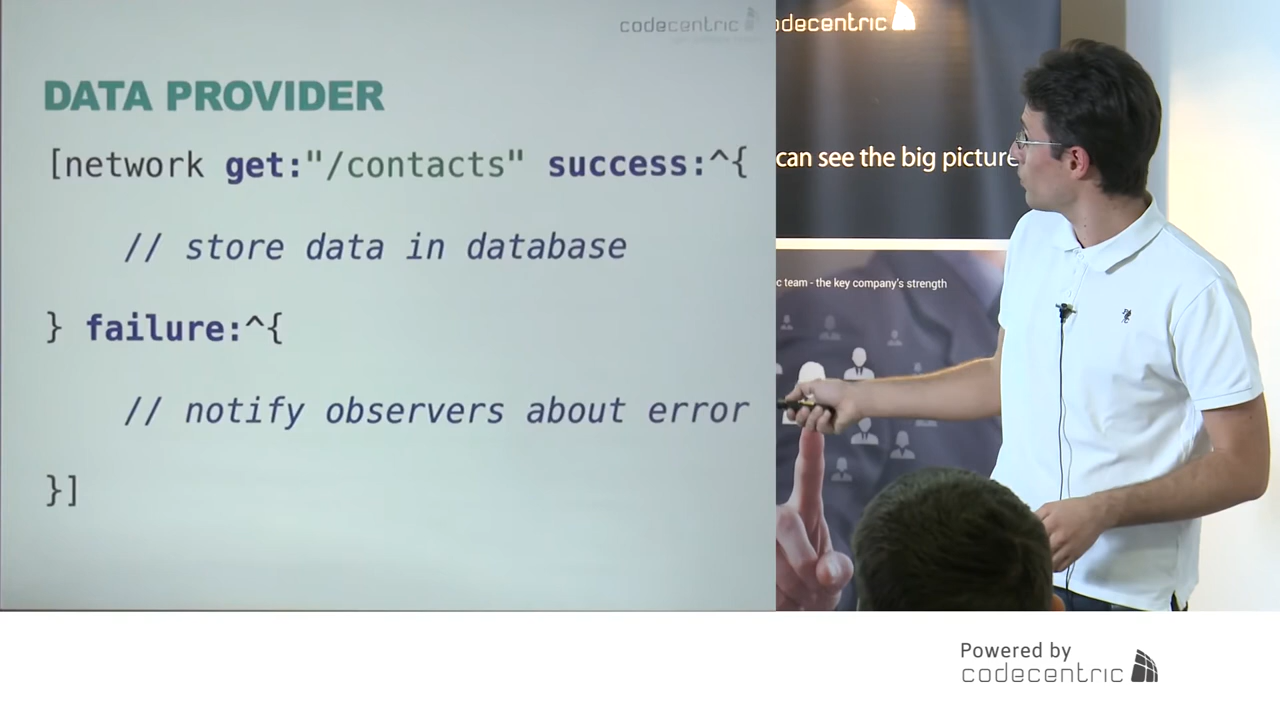 codecentric
DATA PROVIDER
[network get:"/contacts" success:^{
// store data in database
} failure:^{
// notify observers about error
}]
decentric
can see the big picture
c team - the key company's strength
Powered by
codecentric